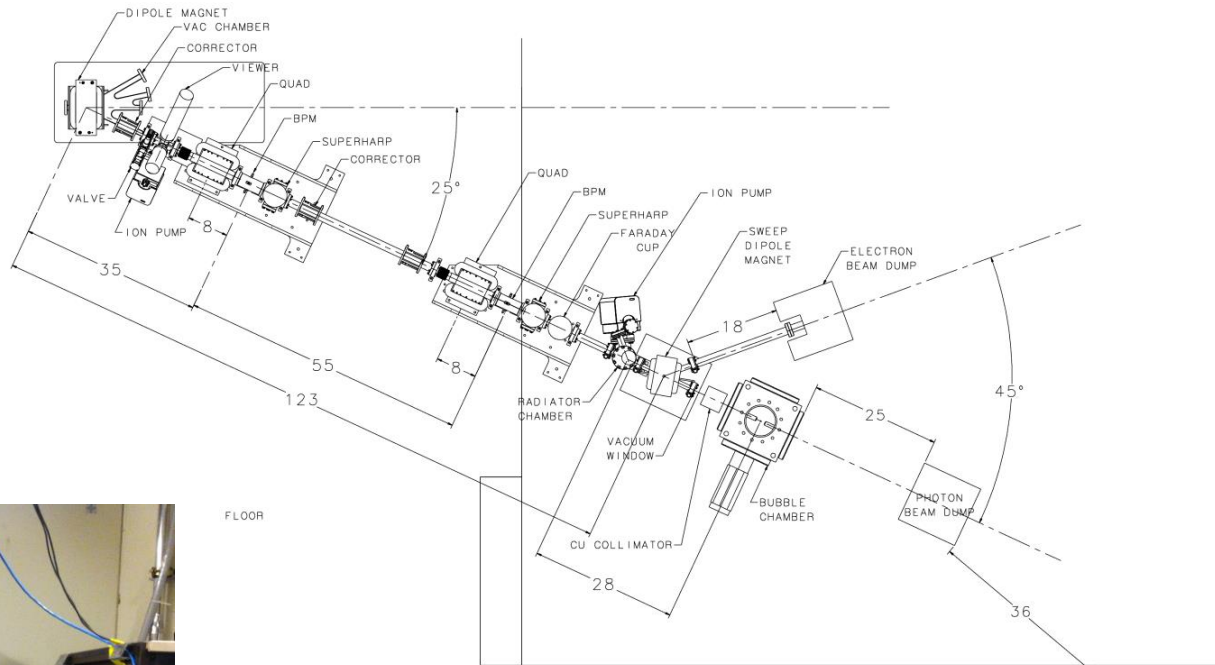 DIPOLE MAGNET
VAC CHAMBER
CORRECTOR
VIEWER
QUAD
BPM
SUPERHARP
CORRECTOR
VALVE
ION PUMP
8
35
25°
55
123
QUAD
BPM
SUPERHARP
FARADAY
CUP
ION PUMP
SWEEP
DIPOLE
MAGNET
ELECTRON
BEAM DUMP
18
8
RADIATOR
CHAMBER
VACUUM
WINDOW
CU COLLIMATOR
28
25
45°
BUBBLE
CHAMBER
PHOTON
BEAM DUMP
36
FLOOR